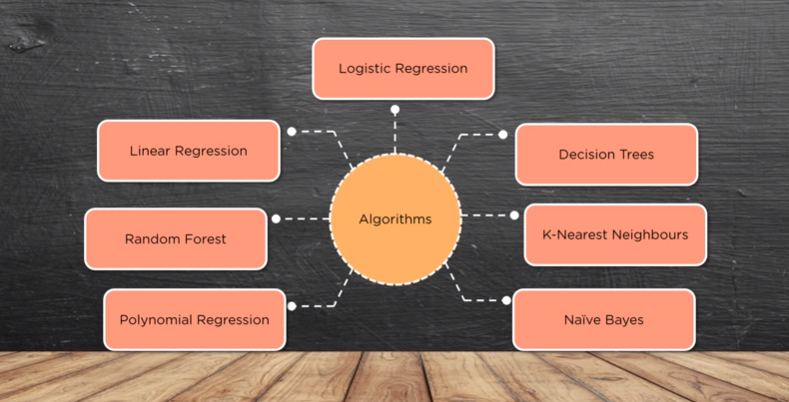 Logistic Regression
Linear Regression
Decision Trees
Algorithms
Random Forest
K-Nearest Neighbours
Polynomial Regression
Naïve Bayes